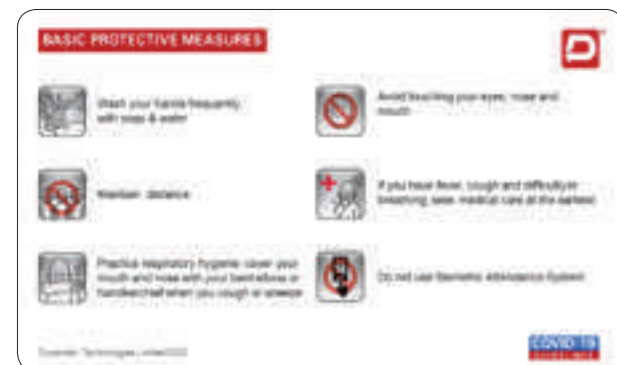 BASIC PROTECTIVE MEASURES
Wash your hands frequently
with soap & water
Avoid touching your eyes, nose and
mouth
Maintain distance
If you have fever, cough and difficulty in
breathing, seek medical care at the earliest
Practice respiratory hygiene cover your
mouth and nose with your bent elbow or
handkerchief when you cough or sneeze
Do not use Biometric Attendance System
Technologies Limited
COVID 19
GUIDELINES